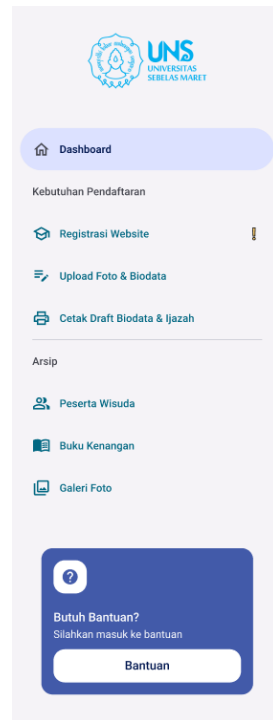 UNS
UNIVERSITAS
SEBELAS MARET
Dashboard
Kebutuhan Pendaftaran
Registrasi Website
!
Upload Foto & Biodata
Cetak Draft Biodata & Ijazah
Arsip
Peserta Wisuda
Buku Kenangan
Galeri Foto
?
Butuh Bantuan?
Silahkan masuk ke bantuan
Bantuan